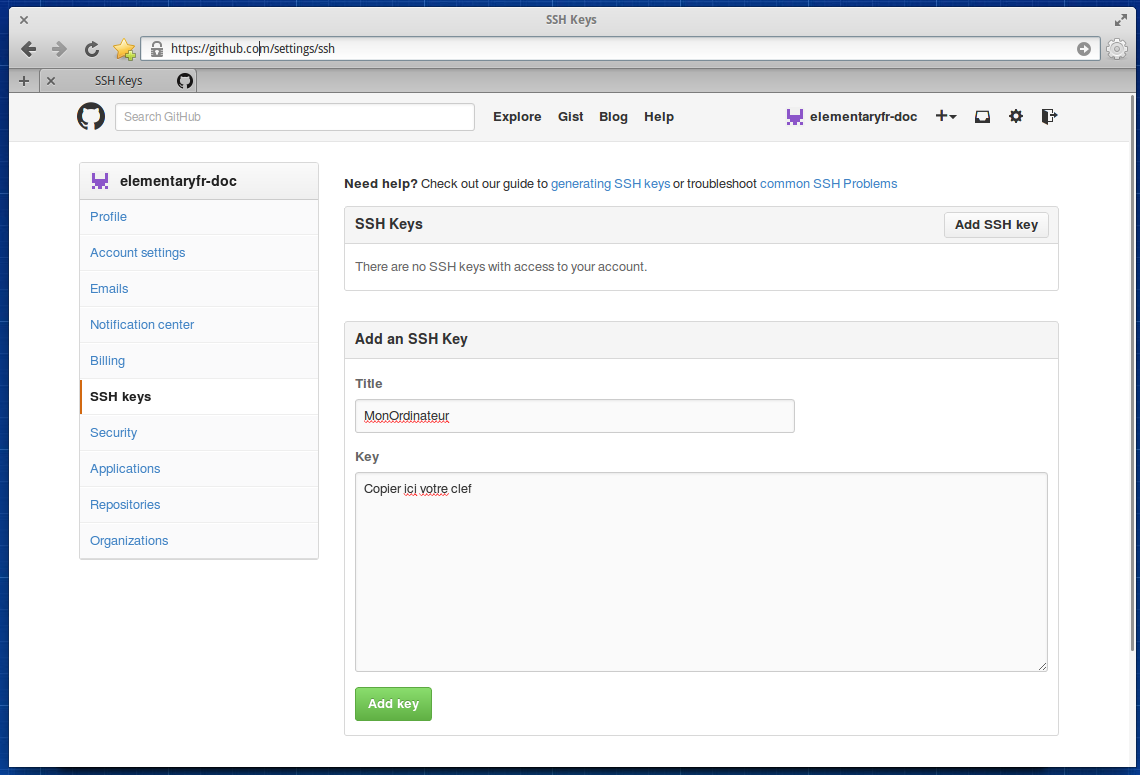 SSH Keys
https://github.com/settings/ssh
SSH Keys
Search GitHub
Explore Gist Blog Help
elementaryfr-doc
elementaryfr-doc
Profile
Account settings
Emails
Notification center
Billing
SSH keys
Security
Applications
Repositories
Organizations
Need help? Check out our guide to generating SSH keys or troubleshoot common SSH Problems
SSH Keys
Add SSH key
There are no SSH keys with access to your account.
Add an SSH Key
Title
MonOrdinateur
Key
Copier ici votre clef
Add key